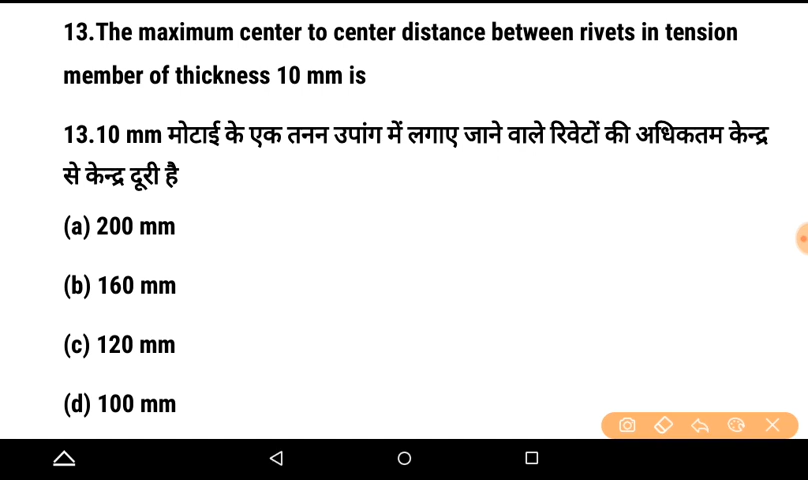 13.The maximum center to center distance between rivets in tension
member of thickness 10 mm is
13.10 mm मोटाई के एक तनन उपांग में लगाए जाने वाले रिवेटों की अधिकतम केन्द्र
से केन्द्र दूरी है
(a) 200 mm
(b) 160 mm
(c) 120 mm
(d) 100 mm